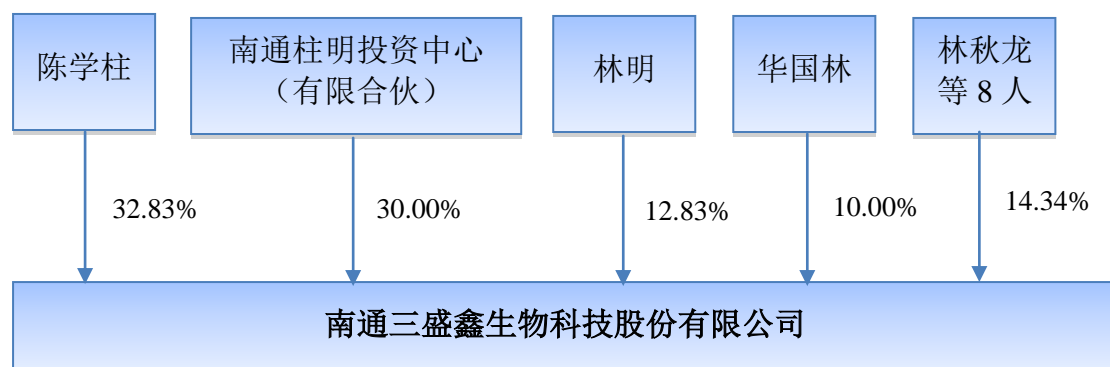 陈学柱
南通柱明投资中心
（有限合伙）
林明
华国林
林秋龙
等 8 人
32.83%
30.00%
12.83%
10.00%
14.34%
南通三盛鑫生物科技股份有限公司